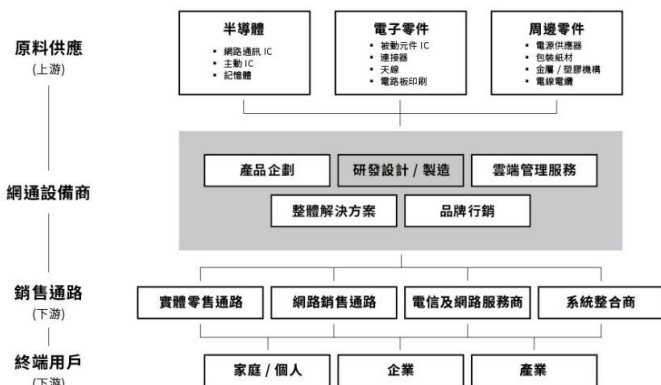 半導體
▪ 網路通訊 IC
▪ 主動 IC
▪ 記憶體
電子零件
▪ 被動元件 IC
▪ 連接器
▪ 天線
▪ 電路板印刷
周邊零件
▪ 電源供應器
▪ 包裝紙材
▪ 金屬 / 塑膠機構
▪ 電線電纜
原料供應
(上游)
網通設備商
產品企劃
研發設計 / 製造
雲端管理服務
整體解決方案
品牌行銷
銷售通路
(下游)
實體零售通路
網路銷售通路
電信及網路服務商
系統整合商
終端用戶
(下游)
家庭 / 個人
企業
產業